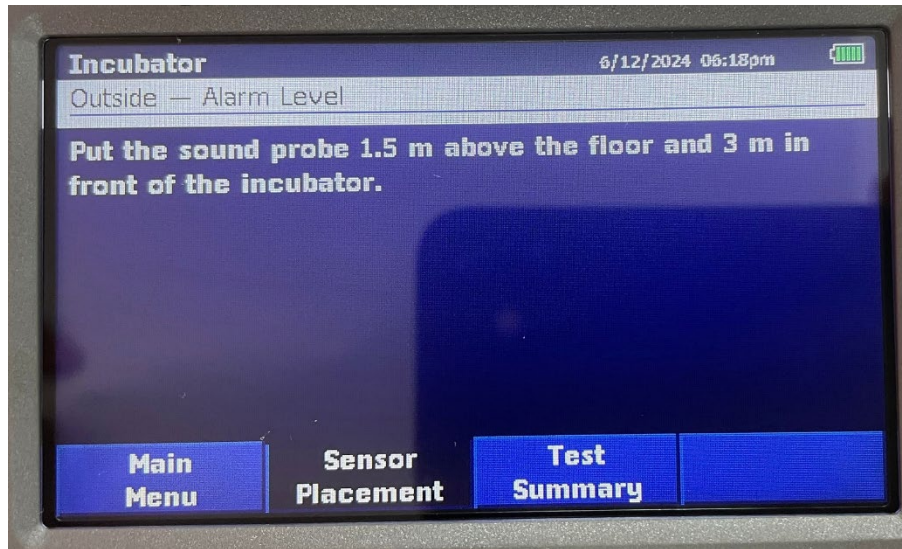 Incubator
6/12/2024 06:18pm
Outside — Alarm Level
Put the sound probe 1.5 m above the floor and 3 m in
front of the incubator.
Main
Menu
Sensor
Placement
Test
Summary